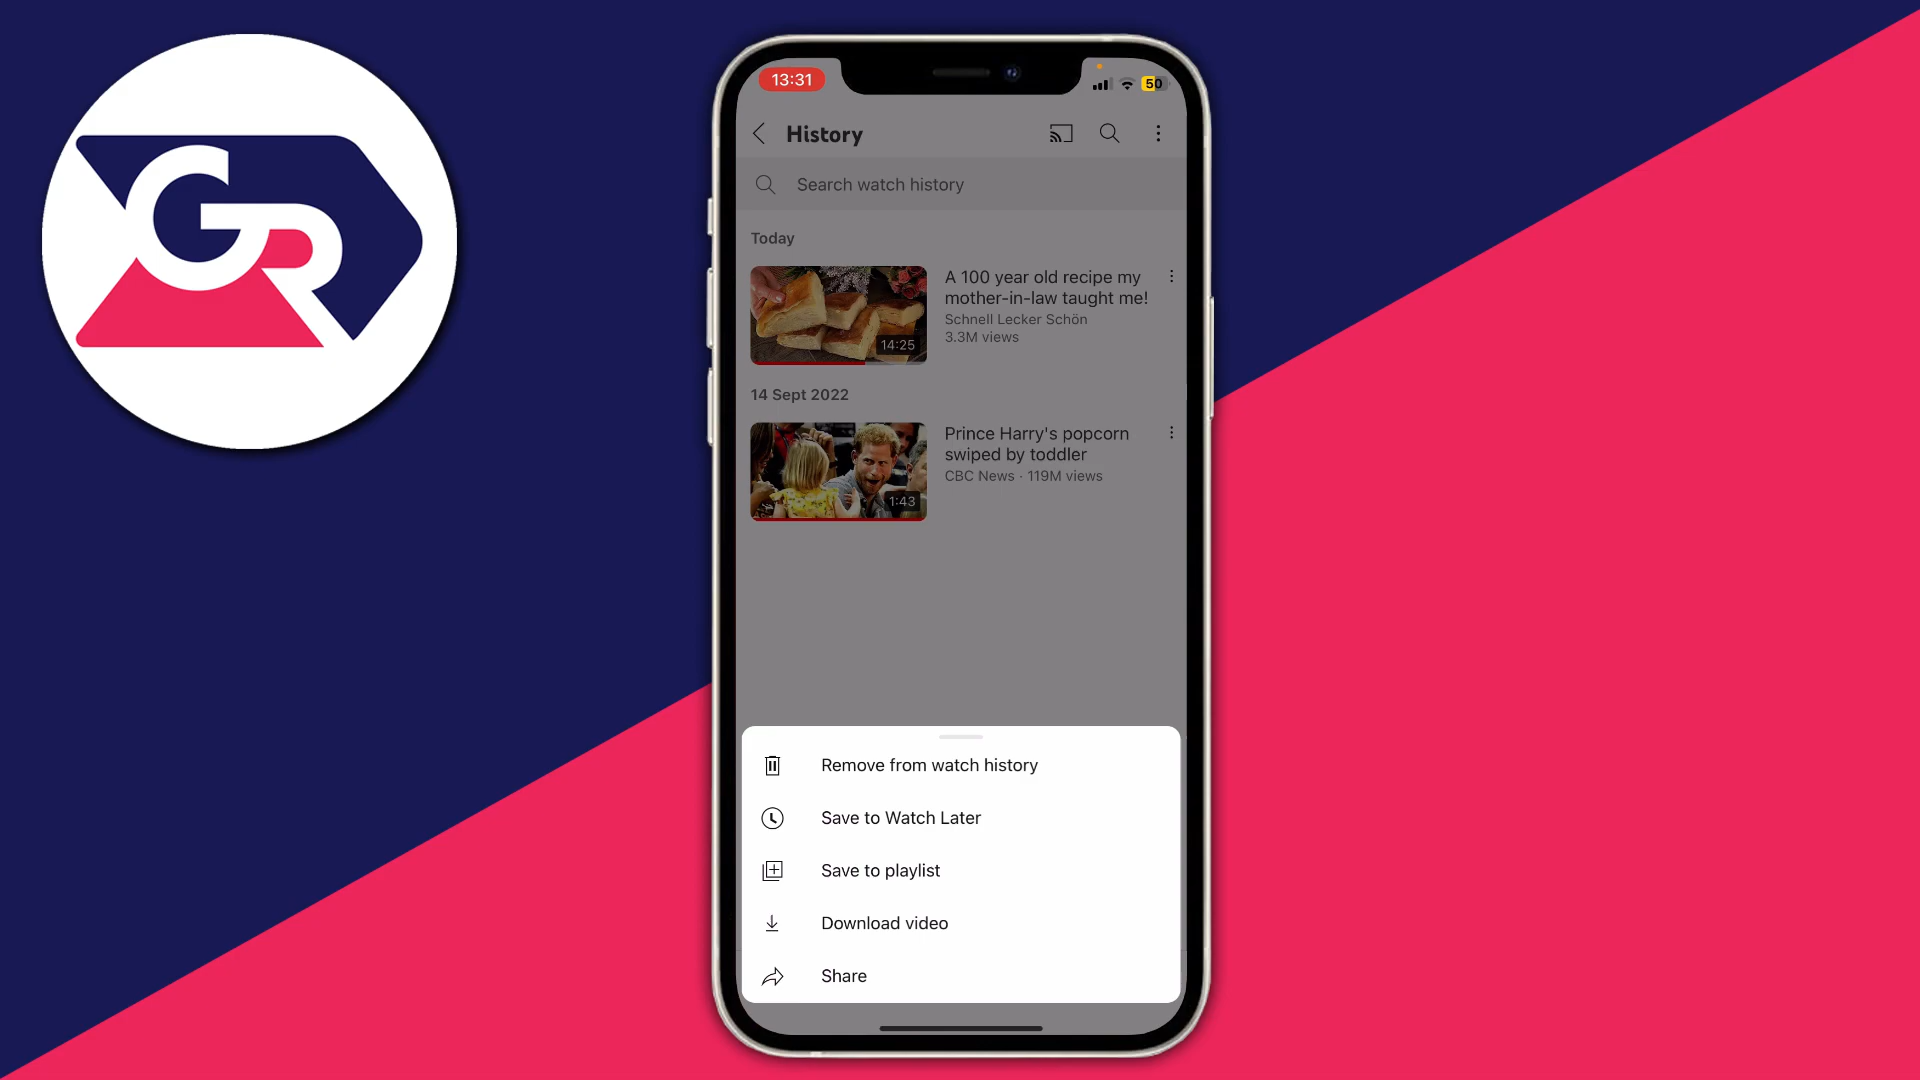 GR
13:31
50
History
Search watch history
Today
A 100 year old recipe my
mother-in-law taught me!
Schnell Lecker Schön
3.3M views
14:25
14 Sept 2022
Prince Harry's popcorn
swiped by toddler
CBC News · 119M views
1:43
Remove from watch history
Save to Watch Later
Save to playlist
Download video
Share